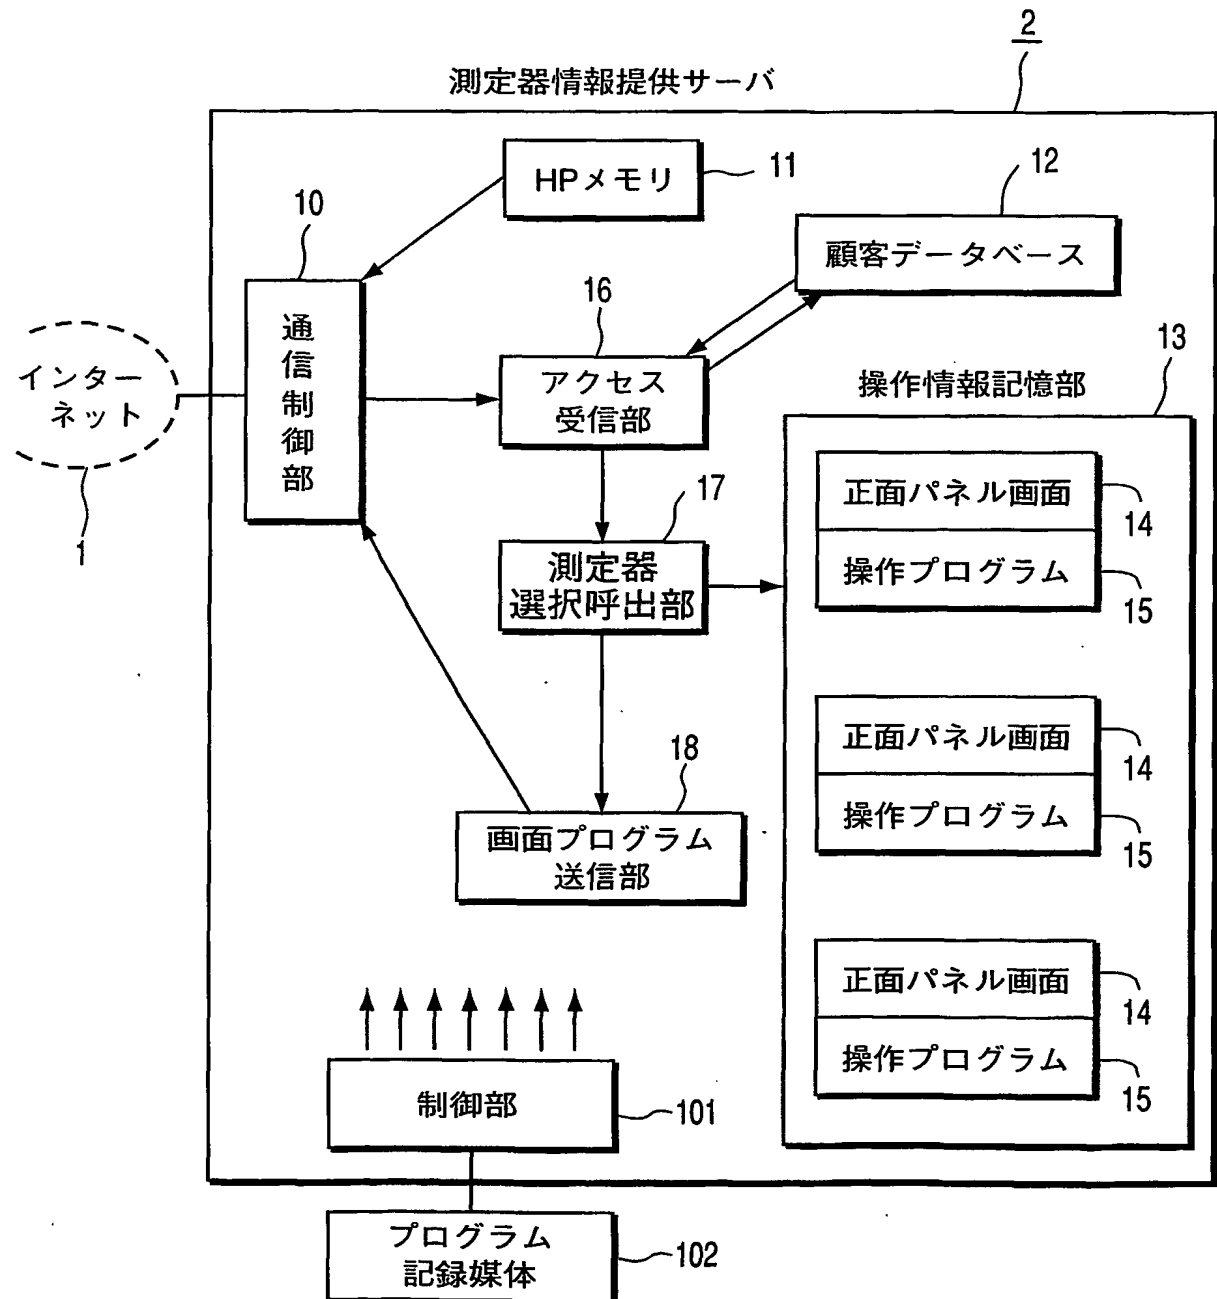 2
測定器情報提供サーバ
HPメモリ
11
12
10
顧客データベース
16
通信制御部
インター
ネット
1
アクセス
受信部
操作情報記憶部
13
17
測定器
選択呼出部
正面パネル画面
14
操作プログラム
15
正面パネル画面
14
操作プログラム
15
18
画面プログラム
送信部
正面パネル画面
14
操作プログラム
15
制御部
101
プログラム
記録媒体
102